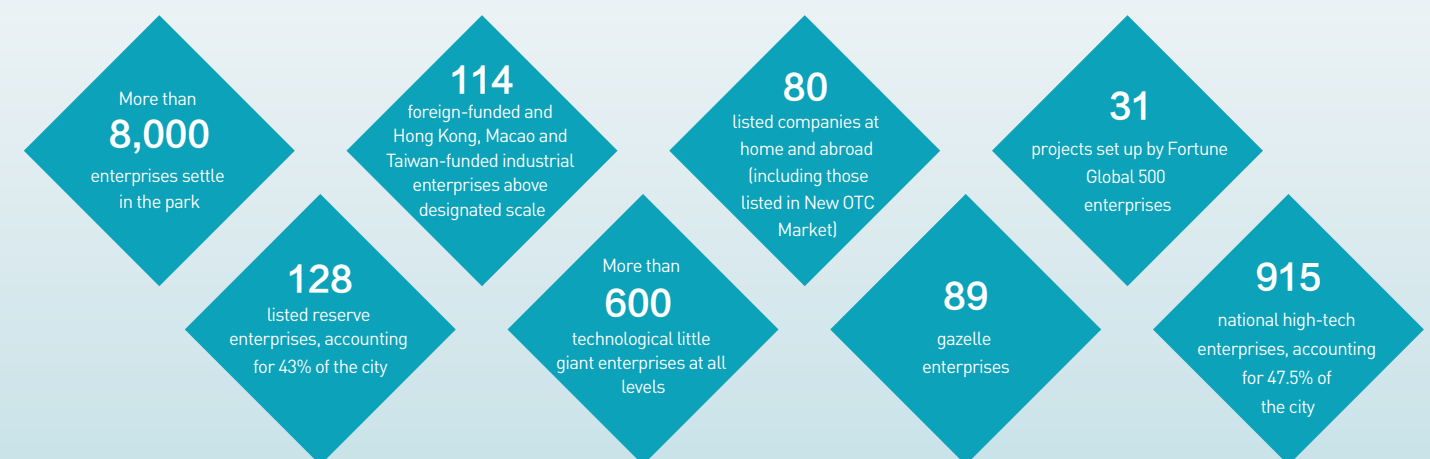 More than
8,000
enterprises settle
in the park
114
foreign-funded and
Hong Kong, Macao and
Taiwan-funded industrial
enterprises above
designated scale
80
listed companies at
home and abroad
(including those
listed in New OTC
Market)
31
projects set up by Fortune
Global 500
enterprises
128
listed reserve
enterprises, accounting
for 43% of the city
More than
600
technological little
giant enterprises at all
levels
89
gazelle
enterprises
915
national high-tech
enterprises, accounting
for 47.5% of
the city